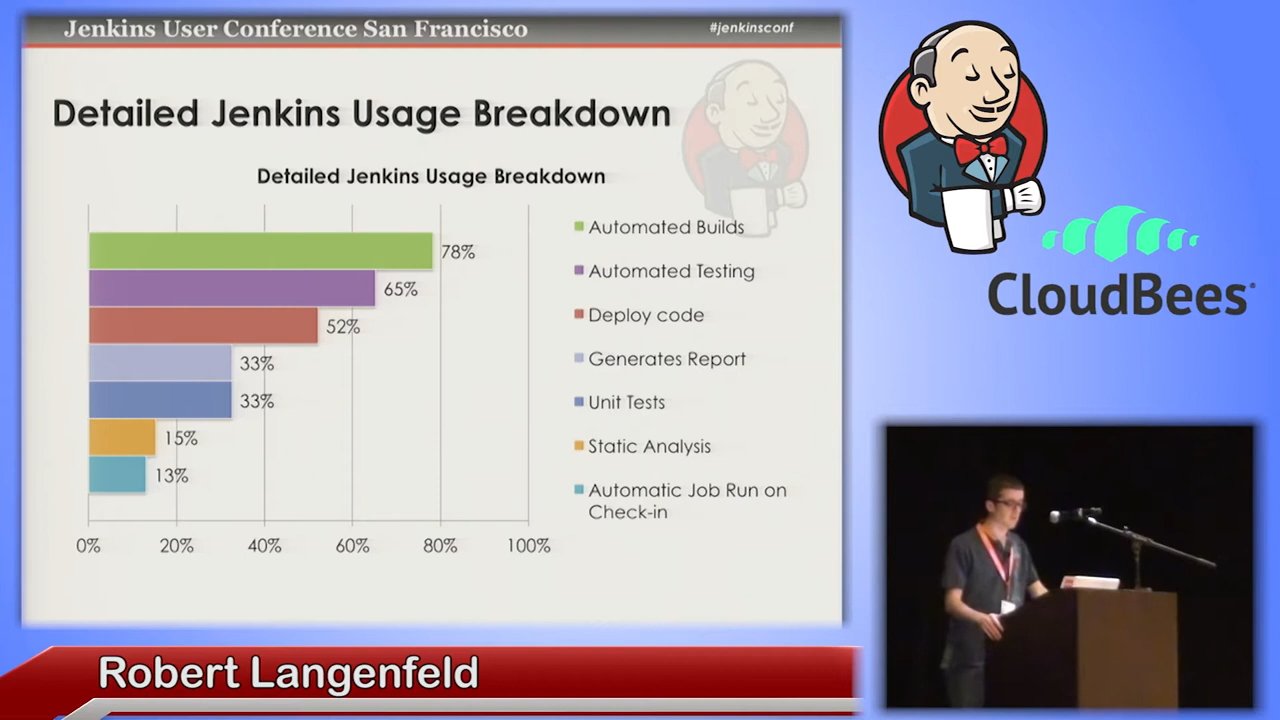 Jenkins User Conference San Francisco
#jenkinsconf
Detailed Jenkins Usage Breakdown
Detailed Jenkins Usage Breakdown
78%
65%
52%
33%
33%
15%
13%
0% 20% 40% 60% 80% 100%
Automated Builds
Automated Testing
Deploy code
Generates Report
Unit Tests
Static Analysis
Automatic Job Run on
Check-in
CloudBees
Robert Langenfeld